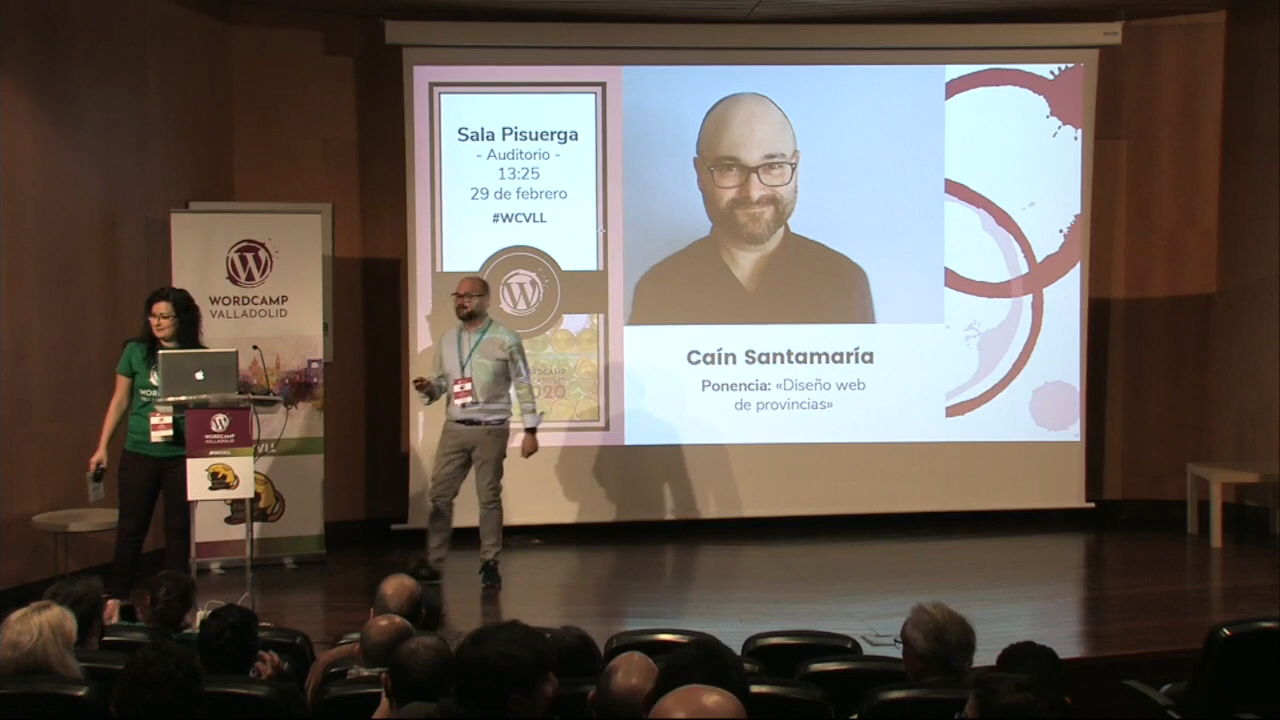 Sala Pisuerga
- Auditorio -
13:25
29 de febrero
#WCVLL
Caín Santamaría
Ponencia: «Diseño web
de provincias»
WORDCAMP
VALLADOLID
WORDCAMP
VALLADOLID
#WCVLL
2020